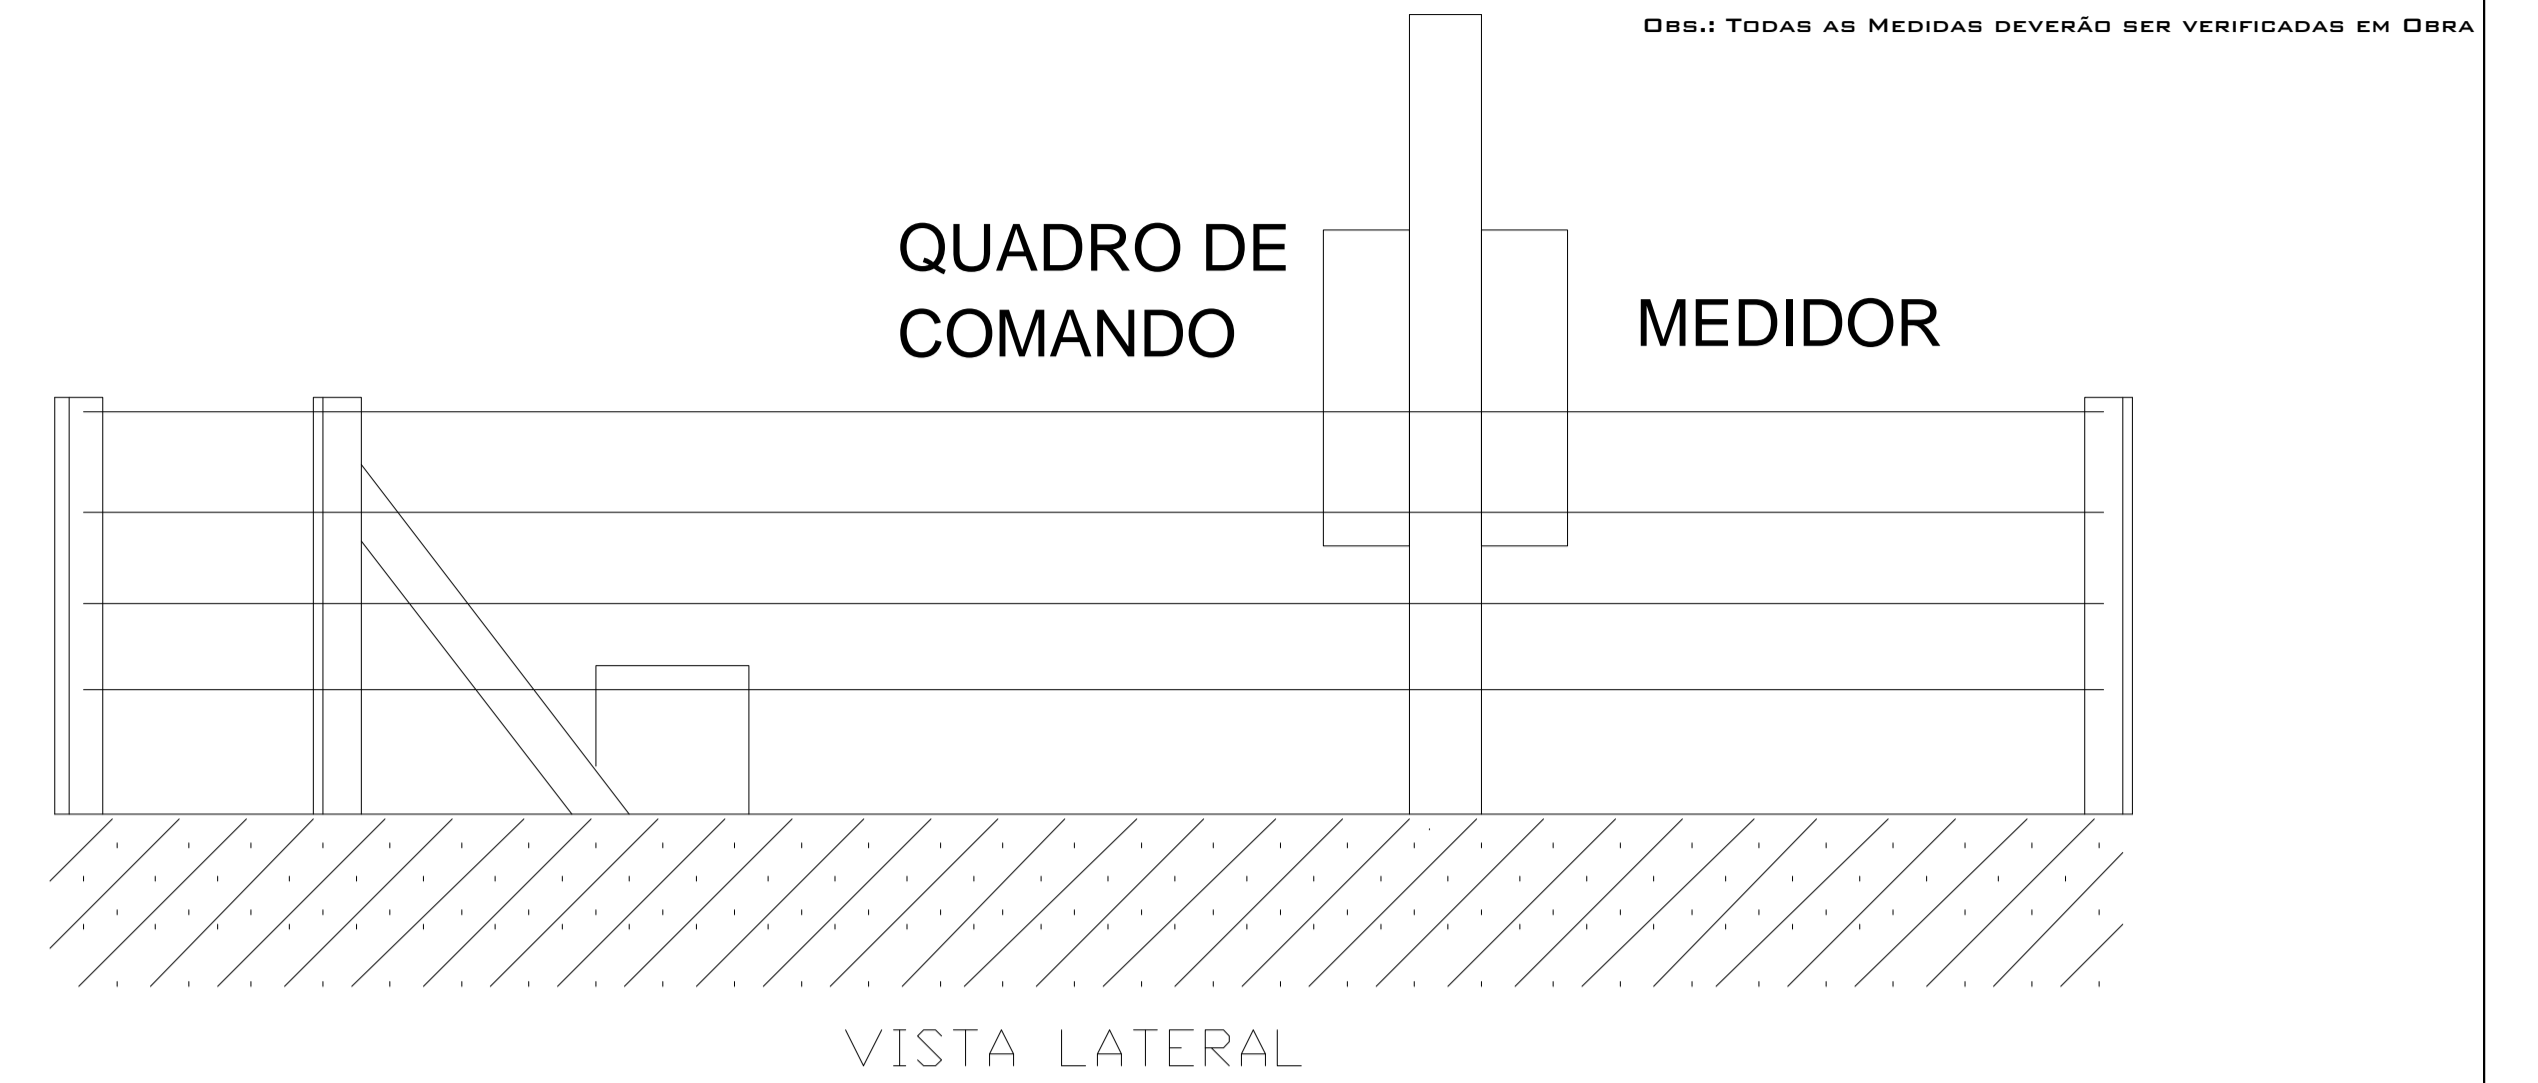 Obs.: Todas as Medidas deverão ser verificadas em Obra
QUADRO DE
COMANDO
MEDIDOR
VISTA LATERAL